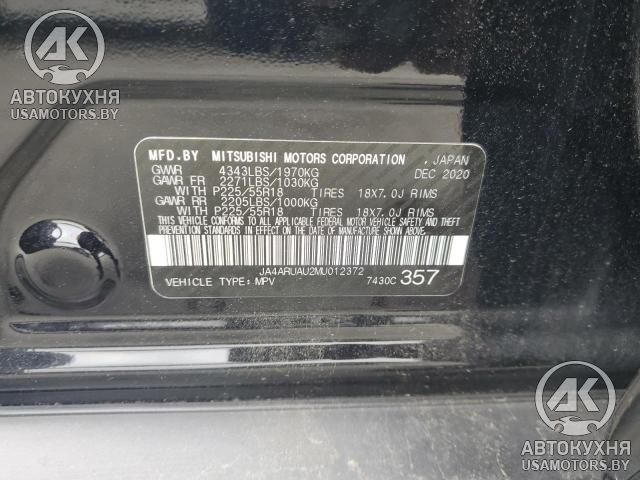 AK
АВТОКУХНЯ
USAMOTORS.BY
MFD.BY MITSUBISHI MOTORS CORPORATION . JAPAN
GVWR 4343LBS/1970KG DEC 2020
GAWR FR 2271LBS/1030KG
WITH P225/55R18 TIRES 18X7.0J RIMS
GAWR RR 2205LBS/1000KG
WITH P225/55R18 TIRES 18X7.0J RIMS
THIS VEHICLE CONFORMS TO ALL APPLICABLE FEDERAL MOTOR VEHICLE SAFETY
AND THEFT PREVENTION STANDARDS IN EFFECT ON THE DATE OF MANUFACTURE SHOWN ABOVE.
JA4ARUAU2MU012372
VEHICLE TYPE: MPV 7430C 357
AK
АВТОКУХНЯ
USAMOTORS.BY